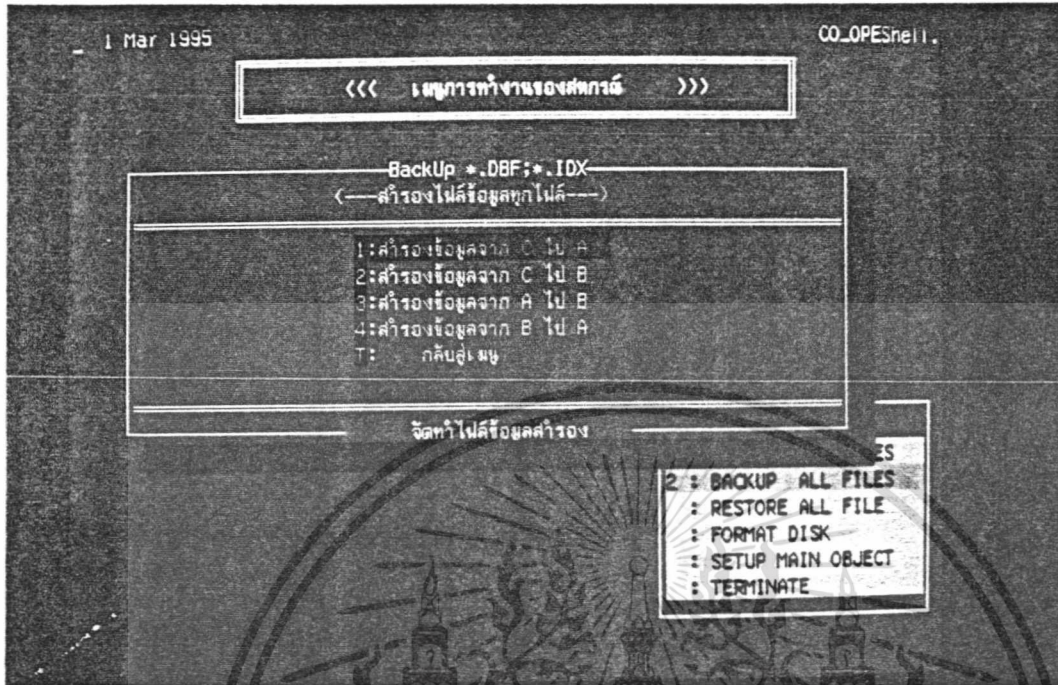 1 Mar 1995
CO_OPEShell.
<<< เมนูการทำงานของสหกรณ์ >>>
BackUp *.DBF;*.IDX
<---สำรองไฟล์ข้อมูลทุกไฟล์--->
1:สำรองข้อมูลจาก C ไป A
2:สำรองข้อมูลจาก C ไป B
3:สำรองข้อมูลจาก A ไป B
4:สำรองข้อมูลจาก B ไป A
T: กลับสู่เมนู
จัดทำไฟล์ข้อมูลสำรอง
ES
2 : BACKUP ALL FILES
: RESTORE ALL FILE
: FORMAT DISK
: SETUP MAIN OBJECT
: TERMINATE